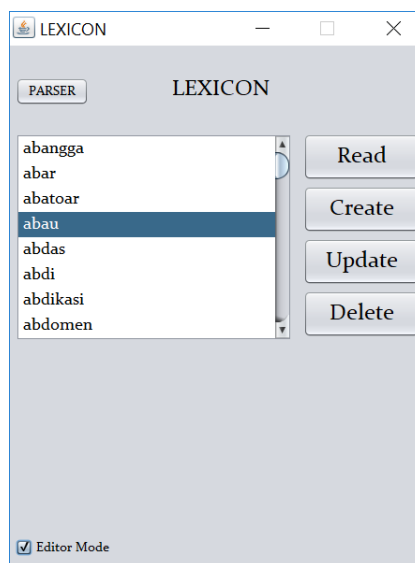 LEXICON
PARSER
LEXICON
abangga
abar
abatoar
abau
abdas
abdi
abdikasi
abdomen
Read
Create
Update
Delete
Editor Mode